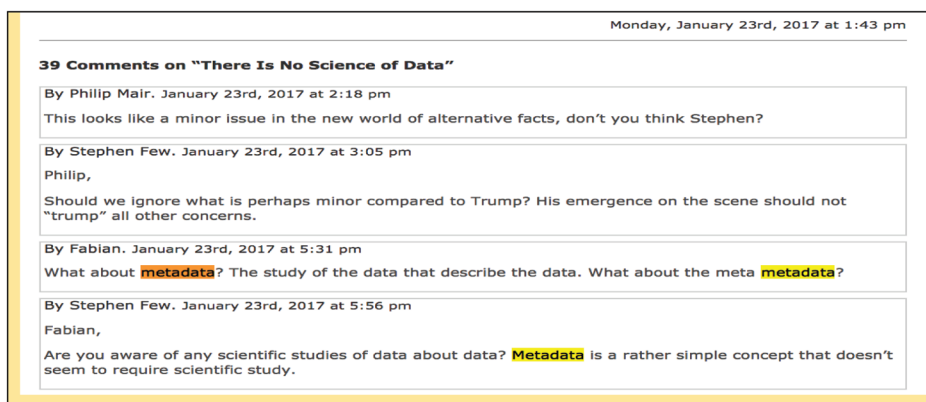 Monday, January 23rd, 2017 at 1:43 pm
39 Comments on “There Is No Science of Data”
By Philip Mair. January 23rd, 2017 at 2:18 pm
This looks like a minor issue in the new world of alternative facts, don’t you think Stephen?
By Stephen Few. January 23rd, 2017 at 3:05 pm
Philip,
Should we ignore what is perhaps minor compared to Trump? His emergence on the scene should not
“trump” all other concerns.
By Fabian. January 23rd, 2017 at 5:31 pm
What about metadata? The study of the data that describe the data. What about the meta metadata?
By Stephen Few. January 23rd, 2017 at 5:56 pm
Fabian,
Are you aware of any scientific studies of data about data? Metadata is a rather simple concept that doesn’t
seem to require scientific study.